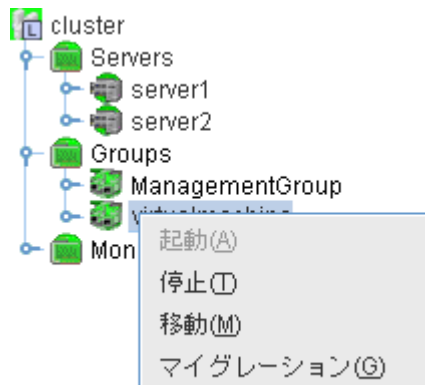 cluster
Servers
server1
server2
Groups
ManagementGroup
Mon
起動(A)
停止(T)
移動(M)
マイグレーション(G)